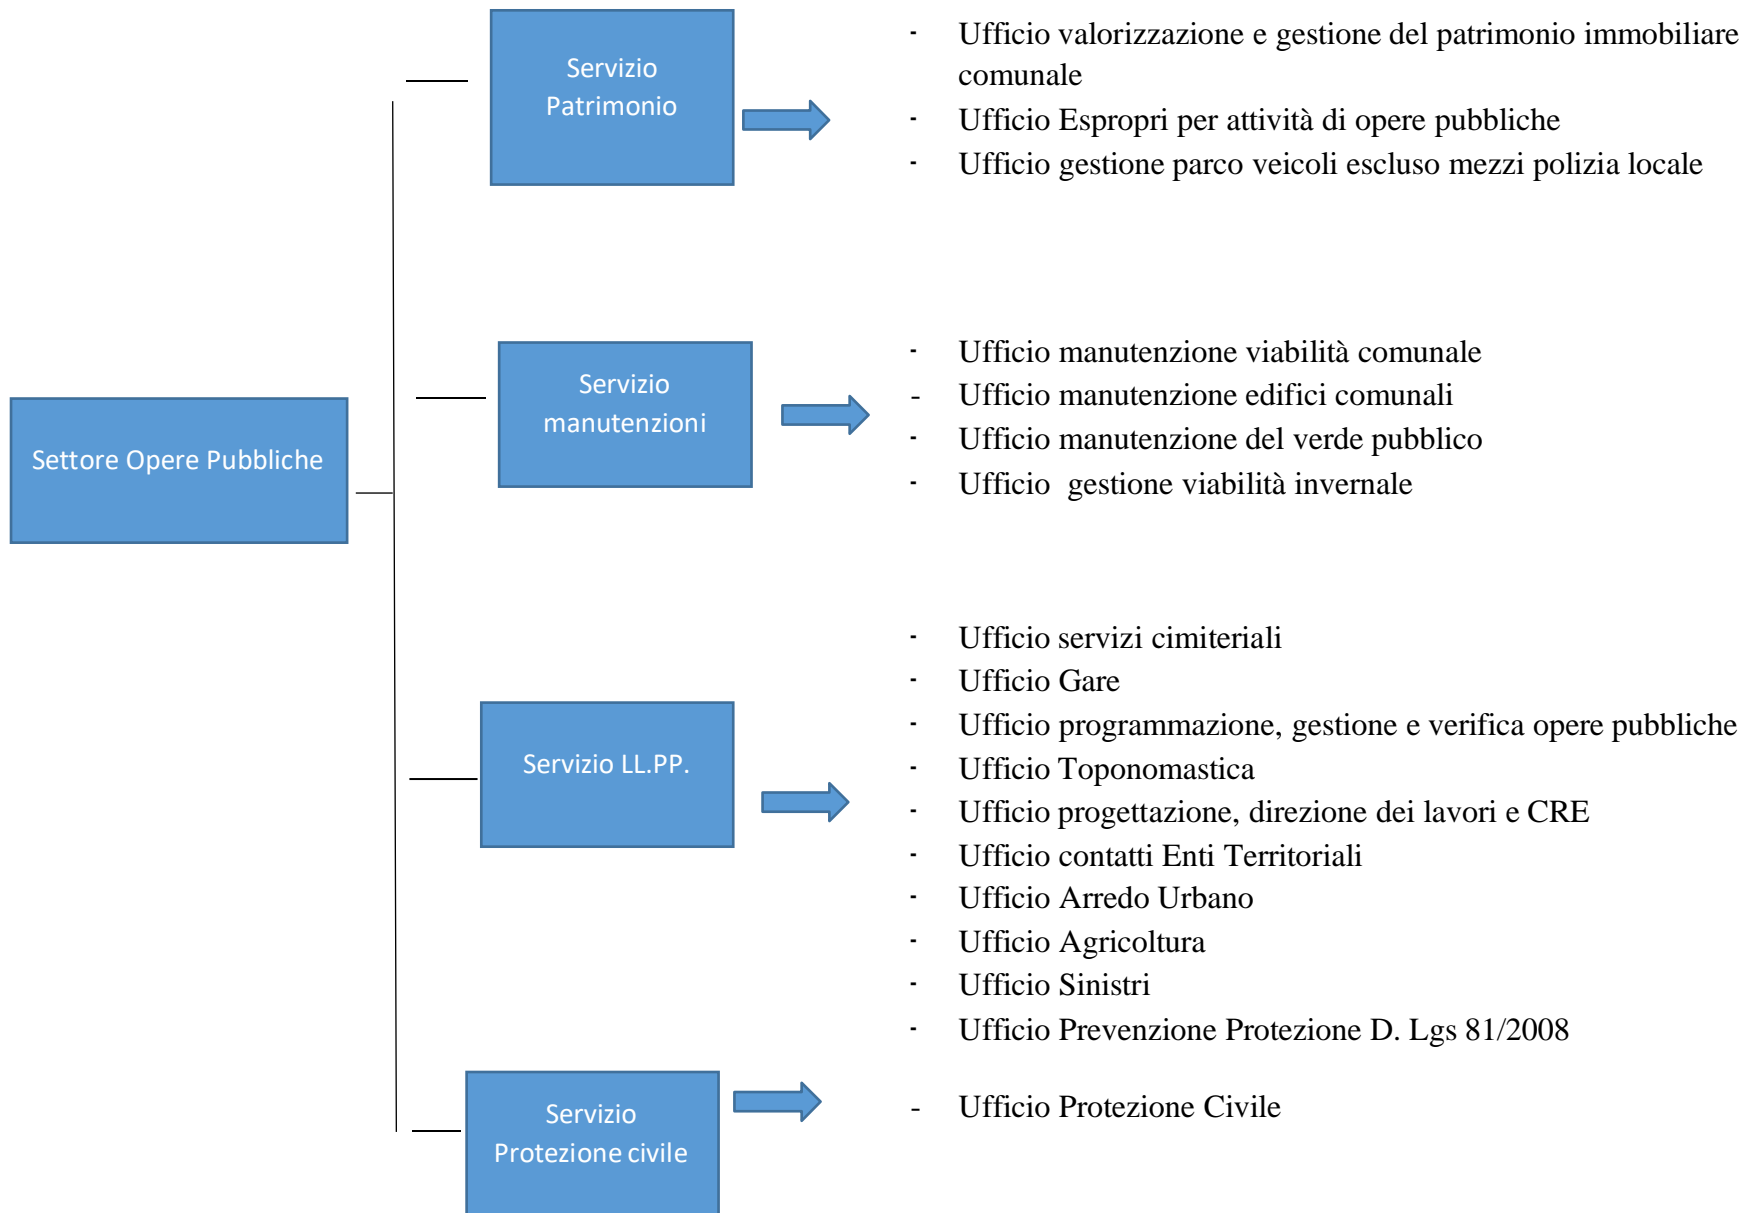 Servizio
Patrimonio
- Ufficio valorizzazione e gestione del patrimonio immobiliare
comunale
- Ufficio Espropri per attività di opere pubbliche
- Ufficio gestione parco veicoli escluso mezzi polizia locale
Settore Opere Pubbliche
Servizio
manutenzioni
- Ufficio manutenzione viabilità comunale
- Ufficio manutenzione edifici comunali
- Ufficio manutenzione del verde pubblico
- Ufficio gestione viabilità invernale
Servizio LL.PP.
- Ufficio servizi cimiteriali
- Ufficio Gare
- Ufficio programmazione, gestione e verifica opere pubbliche
- Ufficio Toponomastica
- Ufficio progettazione, direzione dei lavori e CRE
- Ufficio contatti Enti Territoriali
- Ufficio Arredo Urbano
- Ufficio Agricoltura
- Ufficio Sinistri
- Ufficio Prevenzione Protezione D. Lgs 81/2008
Servizio
Protezione civile
- Ufficio Protezione Civile